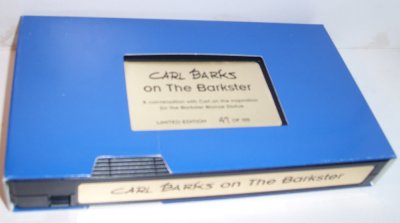 CARL BARKS
on The Barkster
A conversation with Carl on the inspiration
for the Barkster Bronze Statue
LIMITED EDITION OF
CARL BARKS on The Barkster